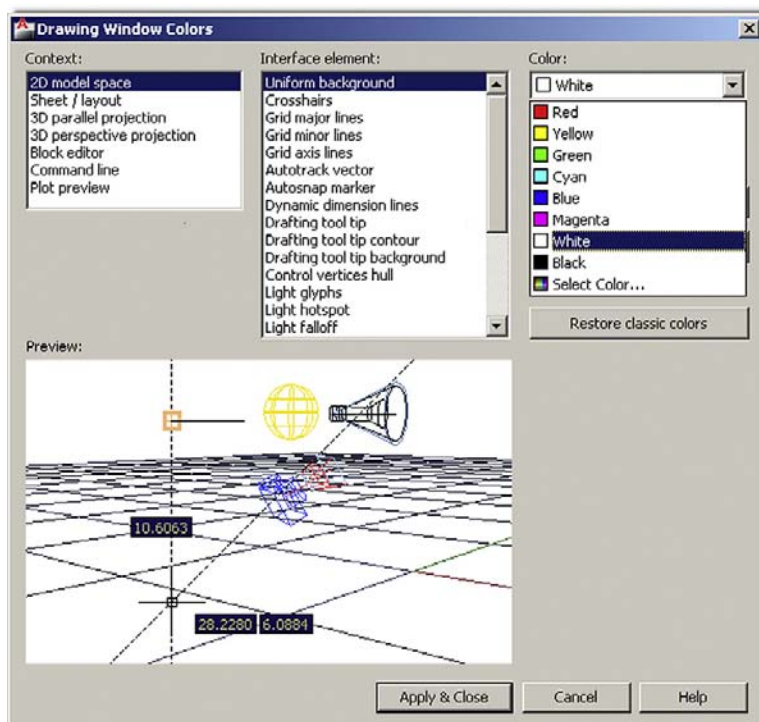 Drawing Window Colors
Context:
2D model space
Sheet / layout
3D parallel projection
3D perspective projection
Block editor
Command line
Plot preview
Interface element:
Uniform background
Crosshairs
Grid major lines
Grid minor lines
Grid axis lines
Autotrack vector
Autosnap marker
Dynamic dimension lines
Drafting tool tip
Drafting tool tip contour
Drafting tool tip background
Control vertices hull
Light glyphs
Light hotspot
Light falloff
Color:
White
Red
Yellow
Green
Cyan
Blue
Magenta
White
Black
Select Color...
Restore classic colors
Preview:
10.6063
28.2280 6.0884
Apply & Close
Cancel
Help